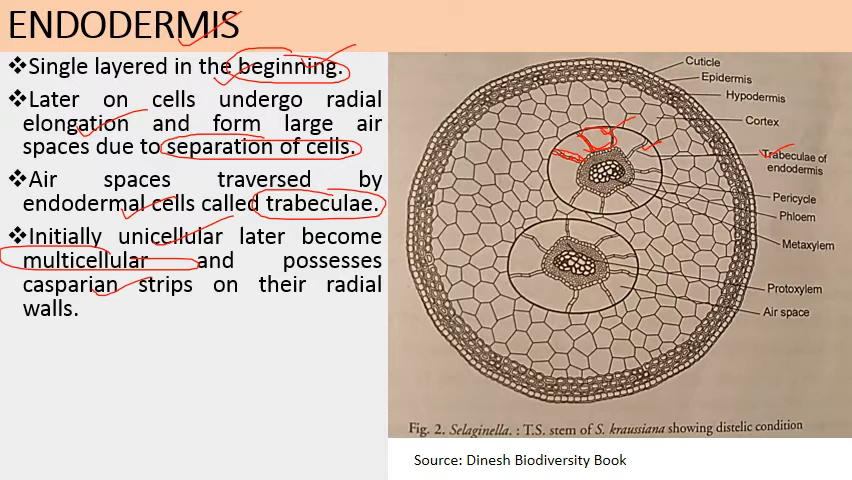 ENDODERMIS
❖Single layered in the beginning.
❖Later on cells undergo radial
elongation and form large air
spaces due to separation of cells.
❖Air spaces traversed by
endodermal cells called trabeculae.
❖Initially unicellular later become
multicellular and possesses
casparian strips on their radial
walls.
Cuticle
Epidermis
Hypodermis
Cortex
Trabeculae of
endodermis
Pericycle
Phloem
Metaxylem
Protoxylem
Air space
Fig. 2. Selaginella. : T.S. stem of S. kraussiana showing distelic condition
Source: Dinesh Biodiversity Book